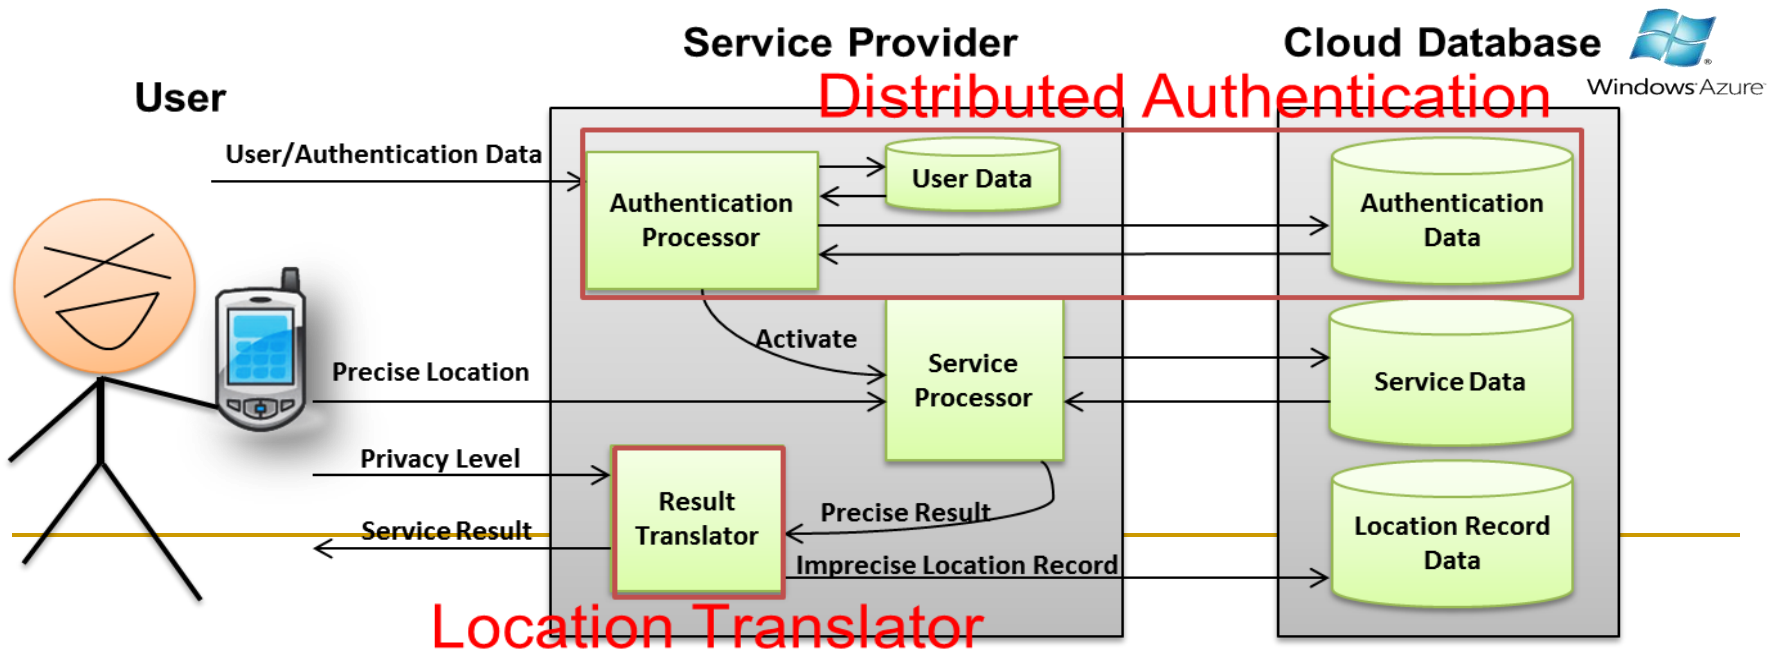 Service Provider
Cloud Database
®
Windows Azure
User
Distributed Authentication
User/Authentication Data
User Data
Authentication
Processor
Authentication
Data
Activate
Service
Processor
Precise Location
Service Data
Privacy Level
Result
Translator
Precise Result
Service Result
Location Record
Data
Imprecise Location Record
Location Translator